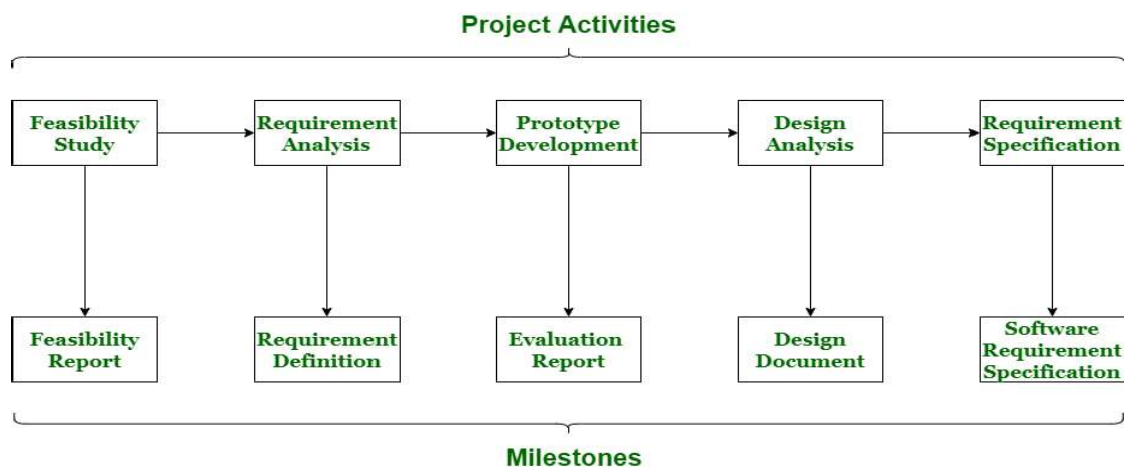 Project Activities
Feasibility
Study
Requirement
Analysis
Prototype
Development
Design
Analysis
Requirement
Specification
Feasibility
Report
Requirement
Definition
Evaluation
Report
Design
Document
Software
Requirement
Specification
Milestones